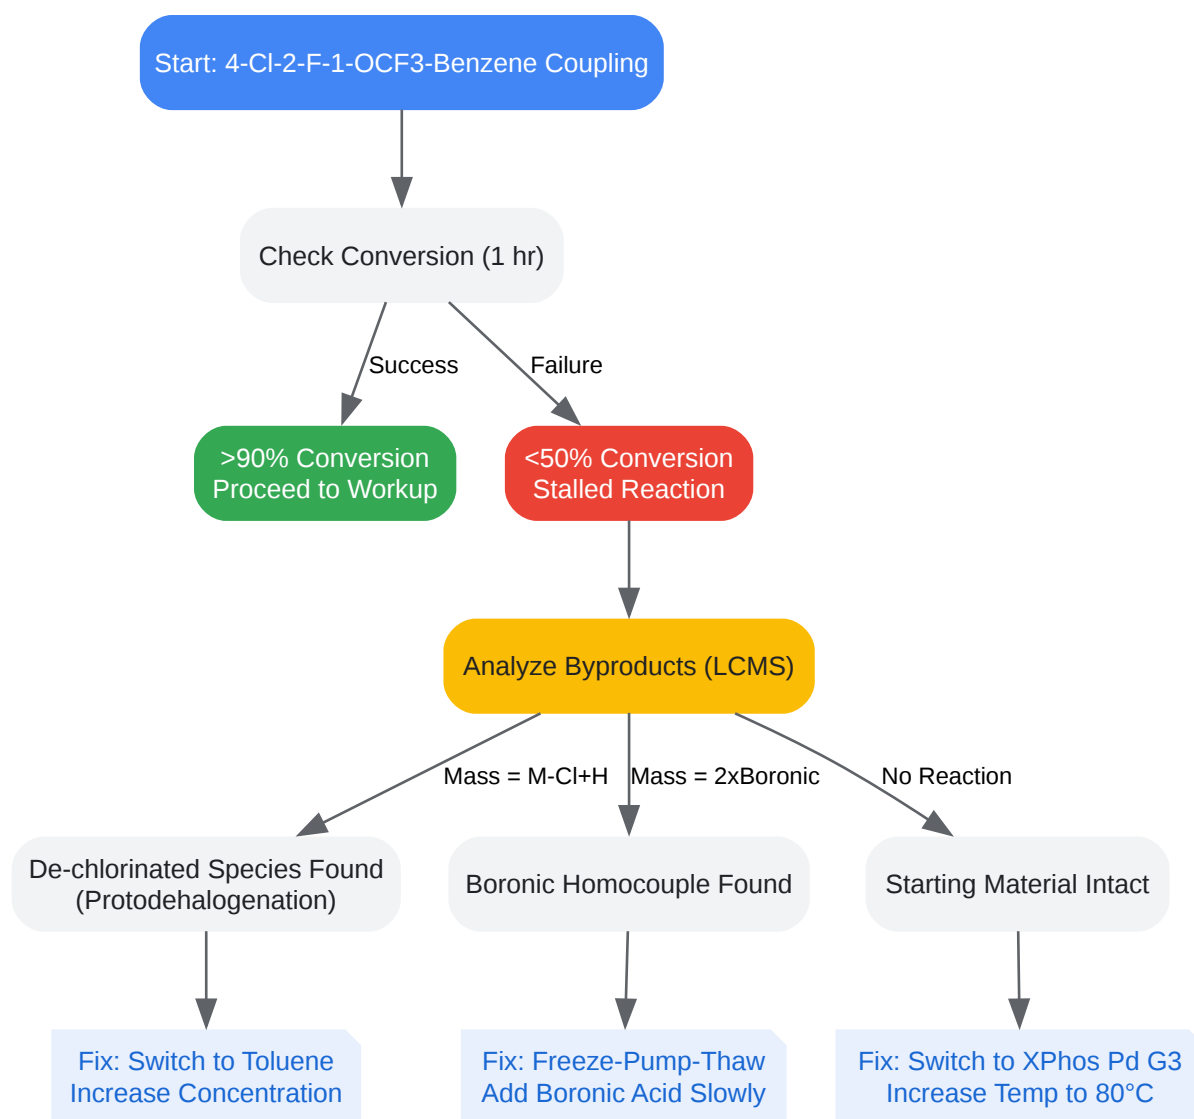 Start: 4-Cl-2-F-1-OCF3-Benzene Coupling
Check Conversion (1 hr)
Success
Failure
>90% Conversion
Proceed to Workup
<50% Conversion
Stalled Reaction
Analyze Byproducts (LCMS)
Mass = M-Cl+H
Mass = 2xBoronic
No Reaction
De-chlorinated Species Found
(Protodehalogenation)
Boronic Homocouple Found
Starting Material Intact
Fix: Switch to Toluene
Increase Concentration
Fix: Freeze-Pump-Thaw
Add Boronic Acid Slowly
Fix: Switch to XPhos Pd G3
Increase Temp to 80°C